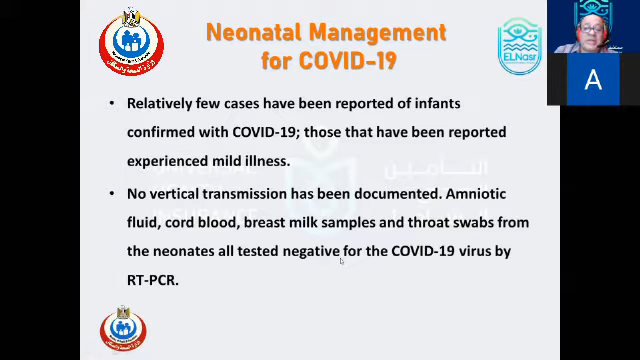 Neonatal Management
for COVID-19
ELNasr
A
• Relatively few cases have been reported of infants
confirmed with COVID-19; those that have been reported
experienced mild illness.
• No vertical transmission has been documented. Amniotic
fluid, cord blood, breast milk samples and throat swabs from
the neonates all tested negative for the COVID-19 virus by
RT-PCR.